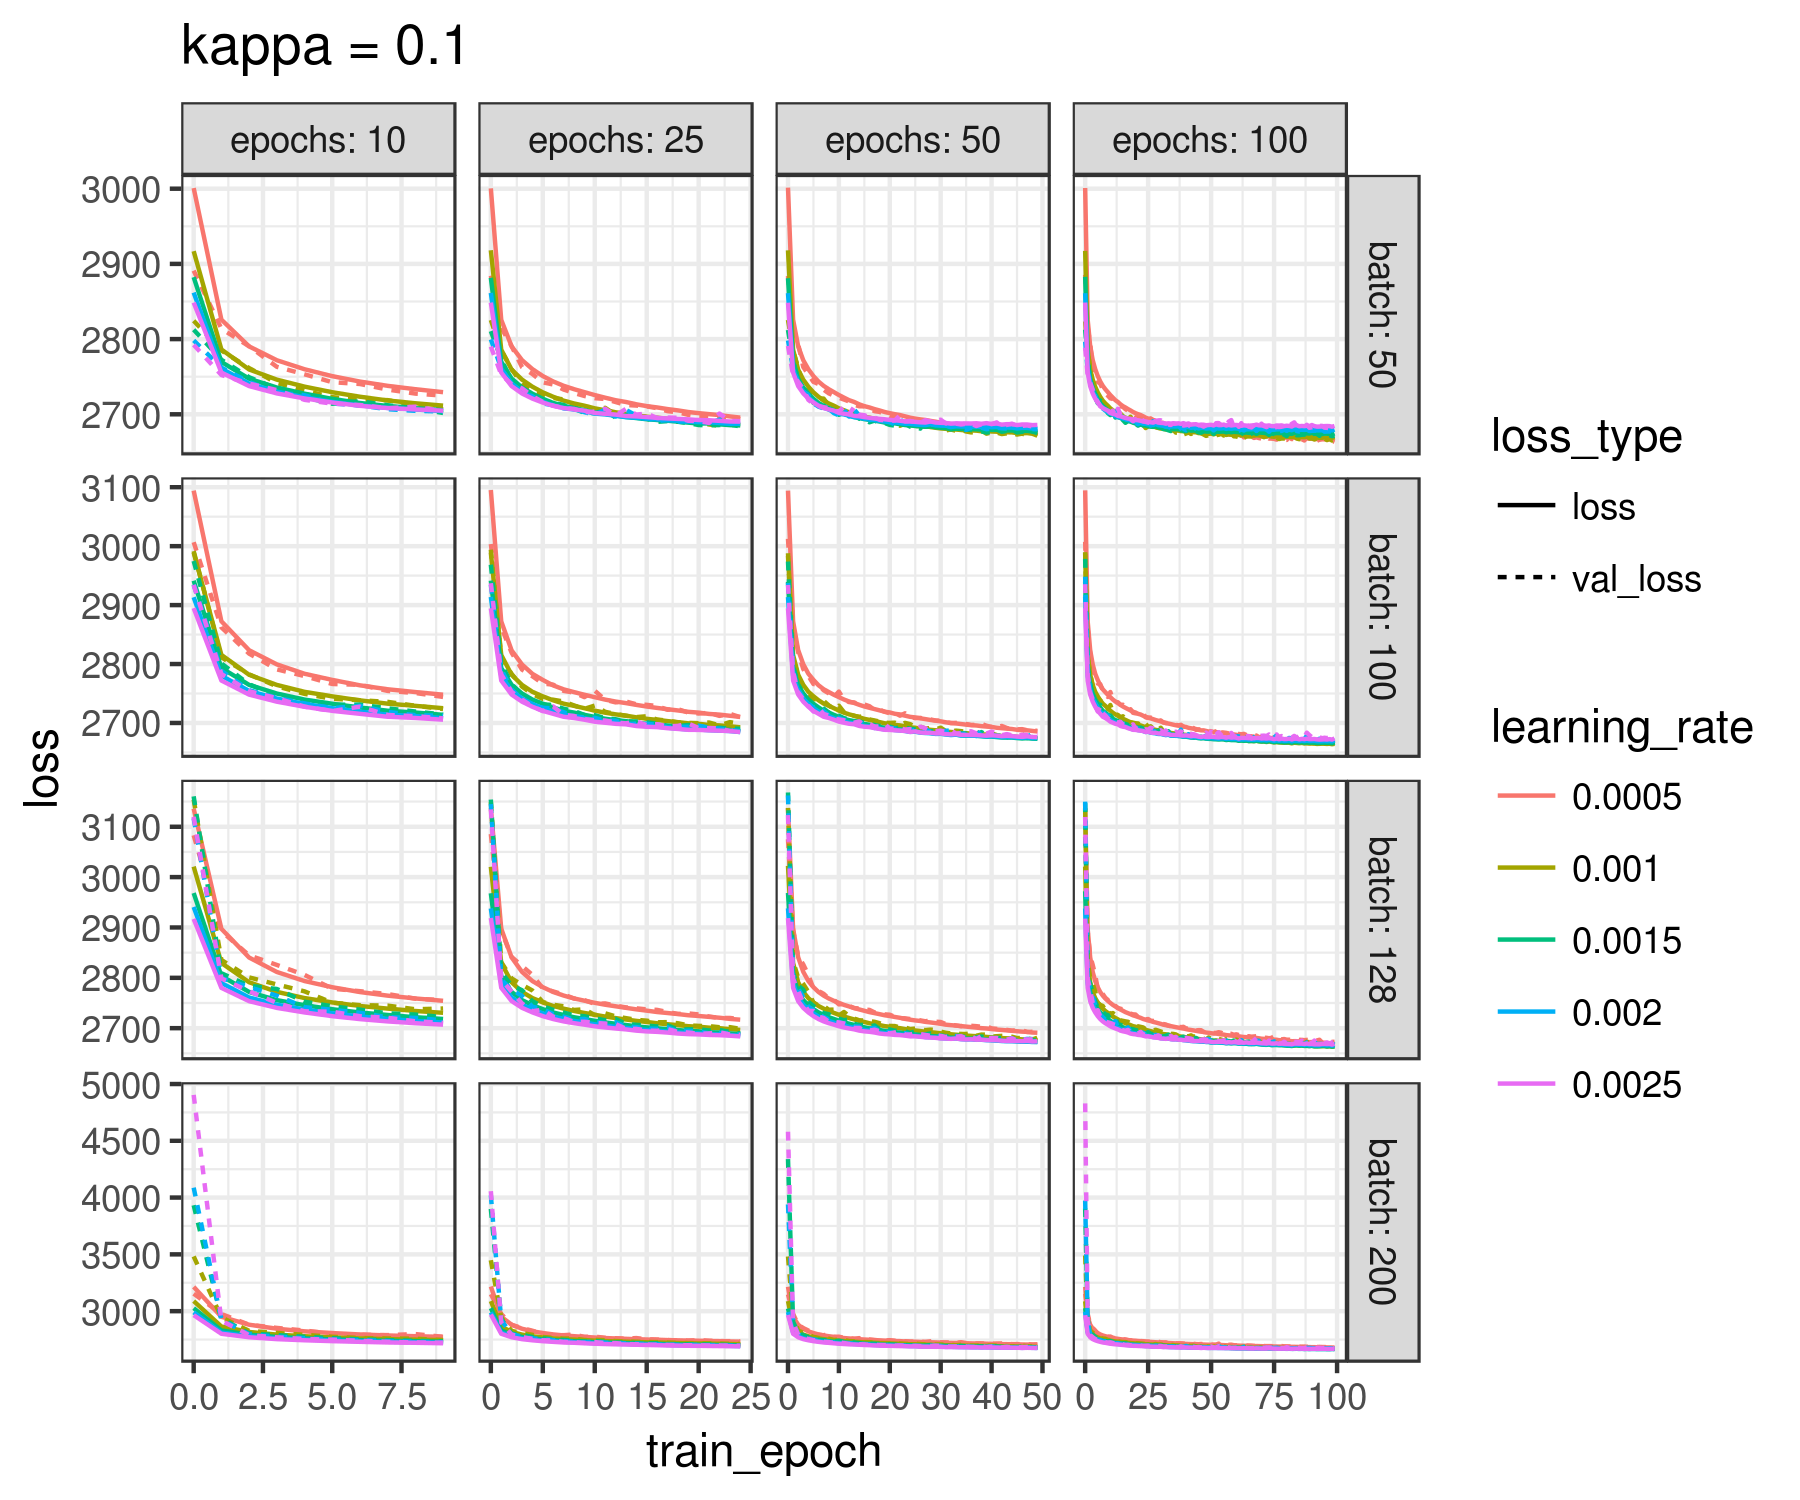 kappa = 0.1
epochs: 10
epochs: 25
epochs: 50
epochs: 100
3000
2900
2800
2700
batch: 50
3100
3000
2900
2800
2700
batch: 100
3100
3000
2900
2800
2700
batch: 128
5000
4500
4000
3500
3000
batch: 200
0.0 2.5 5.0 7.5
0 5 10 15 20 25
0 10 20 30 40 50
0 25 50 75 100
train_epoch
loss
loss_type
loss
val_loss
learning_rate
0.0005
0.001
0.0015
0.002
0.0025